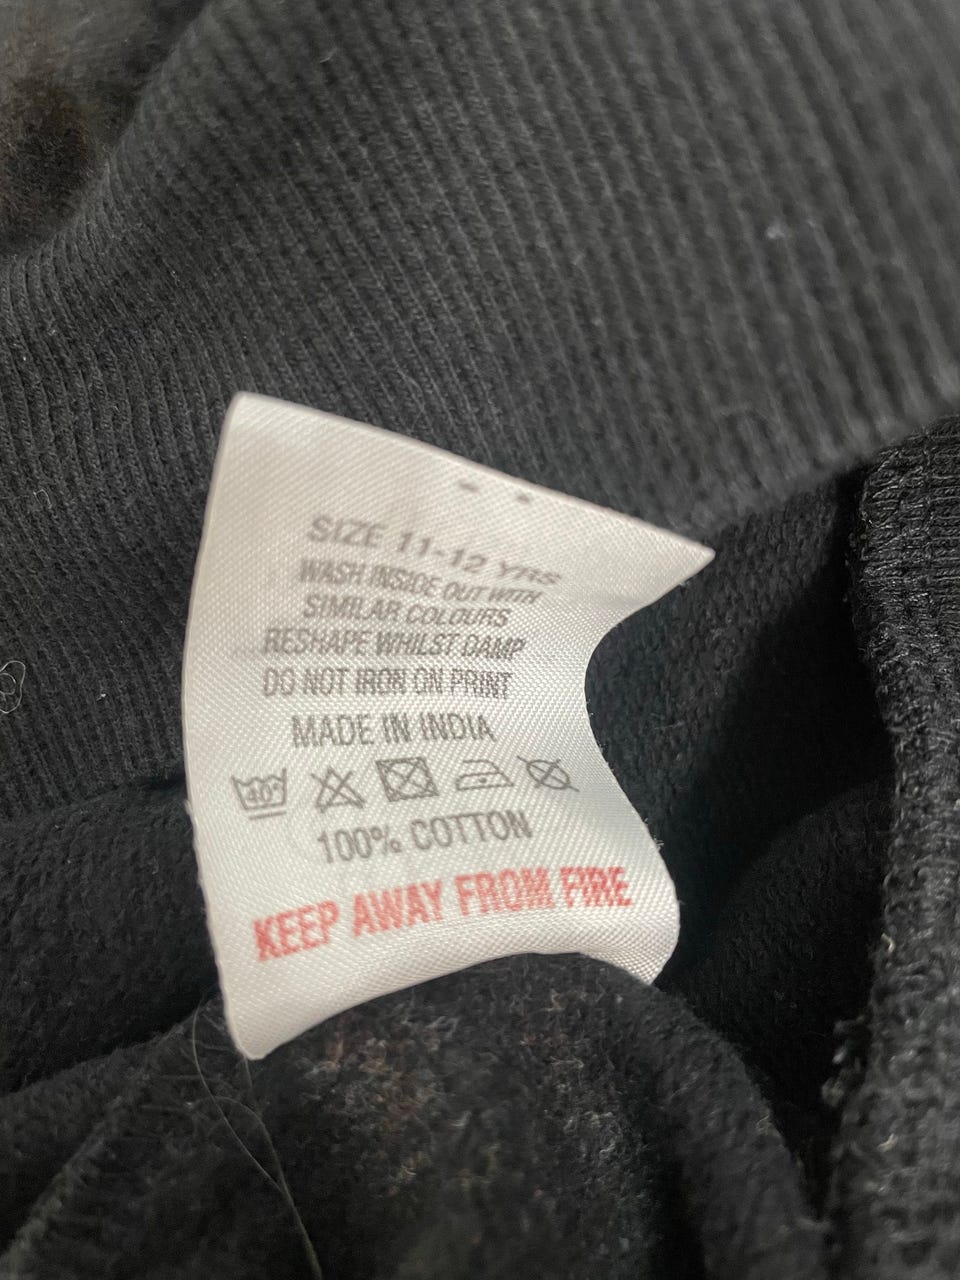 SIZE 11-12 YRS
WASH INSIDE OUT WITH
SIMILAR COLOURS
RESHAPE WHILST DAMP
DO NOT IRON ON PRINT
MADE IN INDIA
40°
100% COTTON
KEEP AWAY FROM FIRE